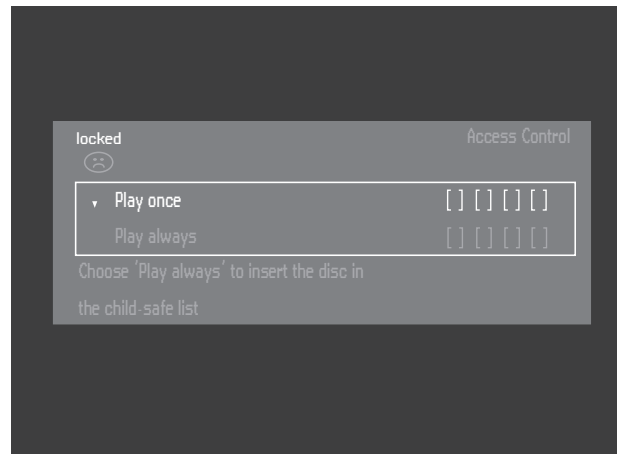 locked
Access Control
Play once [ ] [ ] [ ] [ ]
Play always [ ] [ ] [ ] [ ]
Choose 'Play always' to insert the disc in
the child-safe list